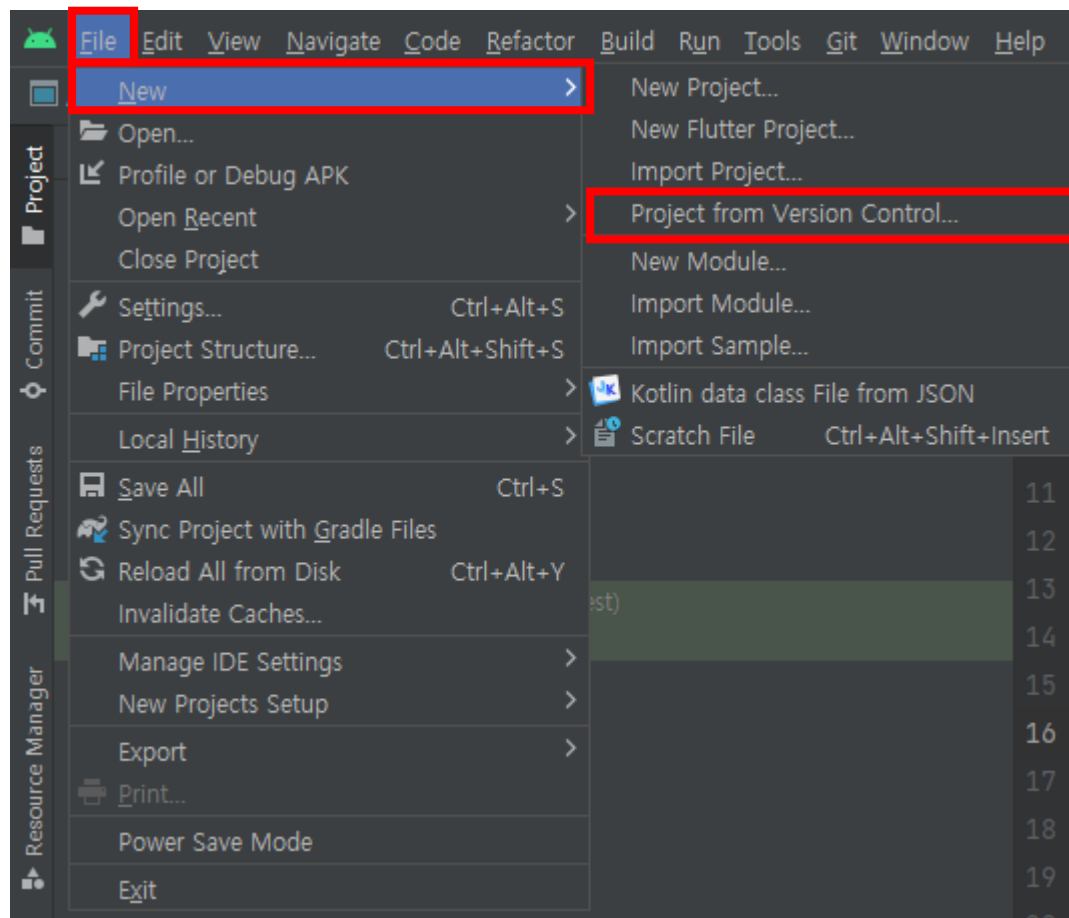 File Edit View Navigate Code Refactor Build Run Tools Git Window Help
New
Open...
Profile or Debug APK
Open Recent
Close Project
Settings... Ctrl+Alt+S
Project Structure... Ctrl+Alt+Shift+S
File Properties
Local History
Save All Ctrl+S
Sync Project with Gradle Files
Reload All from Disk Ctrl+Alt+Y
Invalidate Caches...
Manage IDE Settings
New Projects Setup
Export
Print...
Power Save Mode
Exit
New Project...
New Flutter Project...
Import Project...
Project from Version Control...
New Module...
Import Module...
Import Sample...
Kotlin data class File from JSON
Scratch File Ctrl+Alt+Shift+Insert
Project
Commit
Pull Requests
Resource Manager
est)
11
12
13
14
15
16
17
18
19